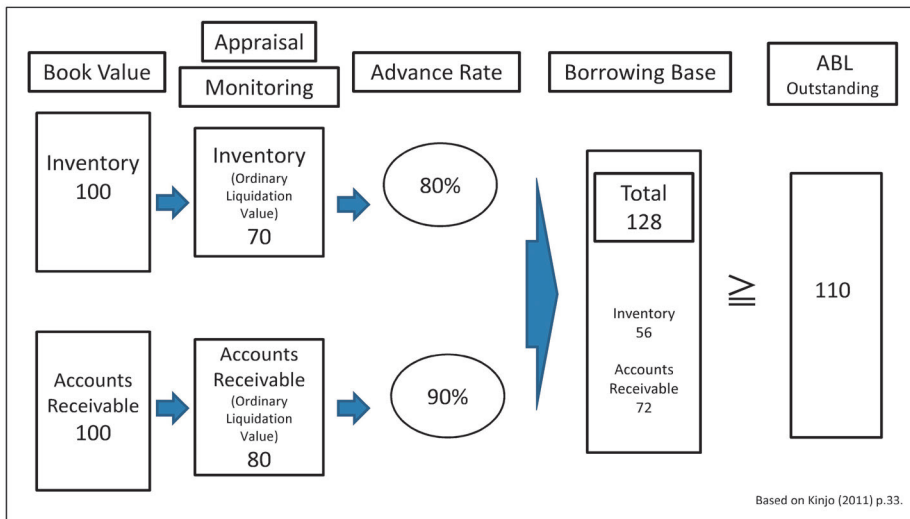 Book Value
Appraisal
Monitoring
Advance Rate
Borrowing Base
ABL
Outstanding
Inventory
100
Inventory
(Ordinary
Liquidation
Value)
70
80%
Accounts
Receivable
100
Accounts
Receivable
(Ordinary
Liquidation
Value)
80
90%
Total
128
Inventory
56
Accounts
Receivable
72
≧
110
Based on Kinjo (2011) p.33.